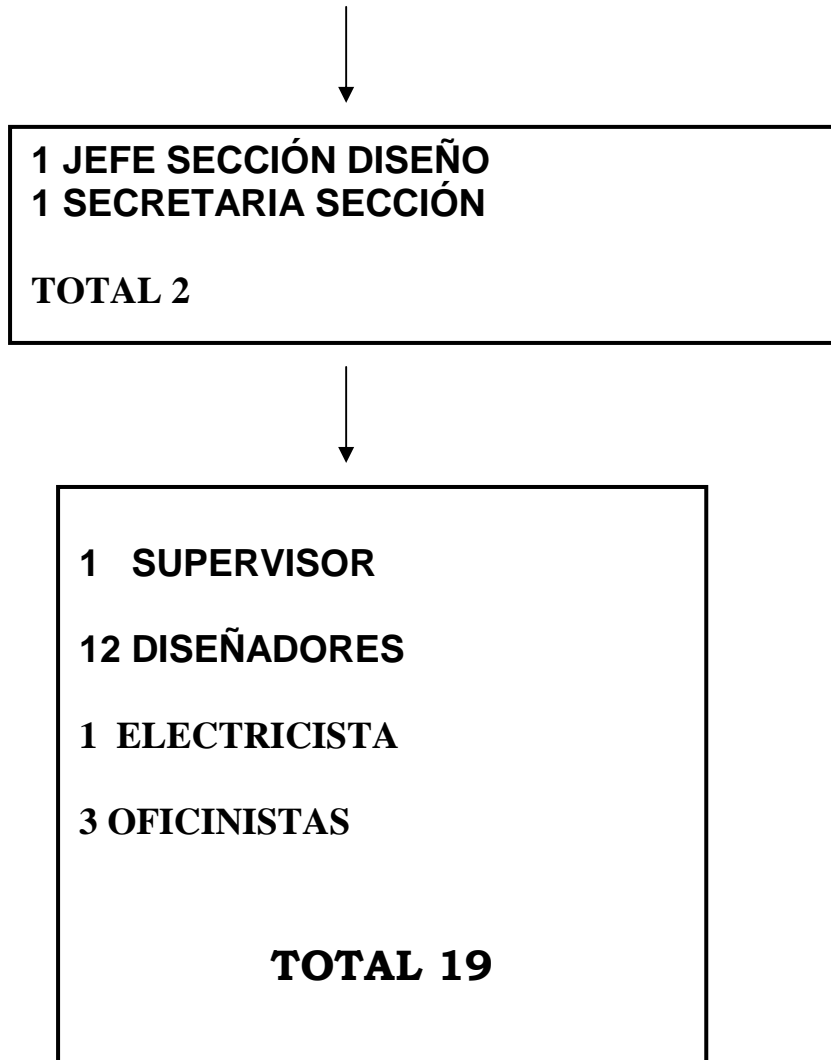 1 JEFE SECCIÓN DISEÑO
1 SECRETARIA SECCIÓN
TOTAL 2
1 SUPERVISOR
12 DISEÑADORES
1 ELECTRICISTA
3 OFICINISTAS
TOTAL 19